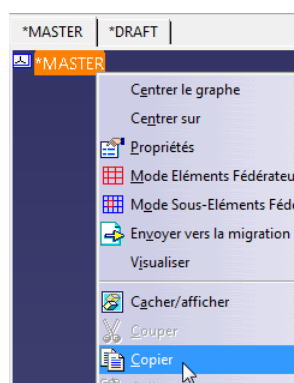 *MASTER
*DRAFT
*MASTER
Centrer le graphe
Centrer sur
Propriétés
Mode Eléments Fédérateu
Mode Sous-Eléments Féd
Envoyer vers la migration
Visualiser
Cacher/afficher
Couper
Copier